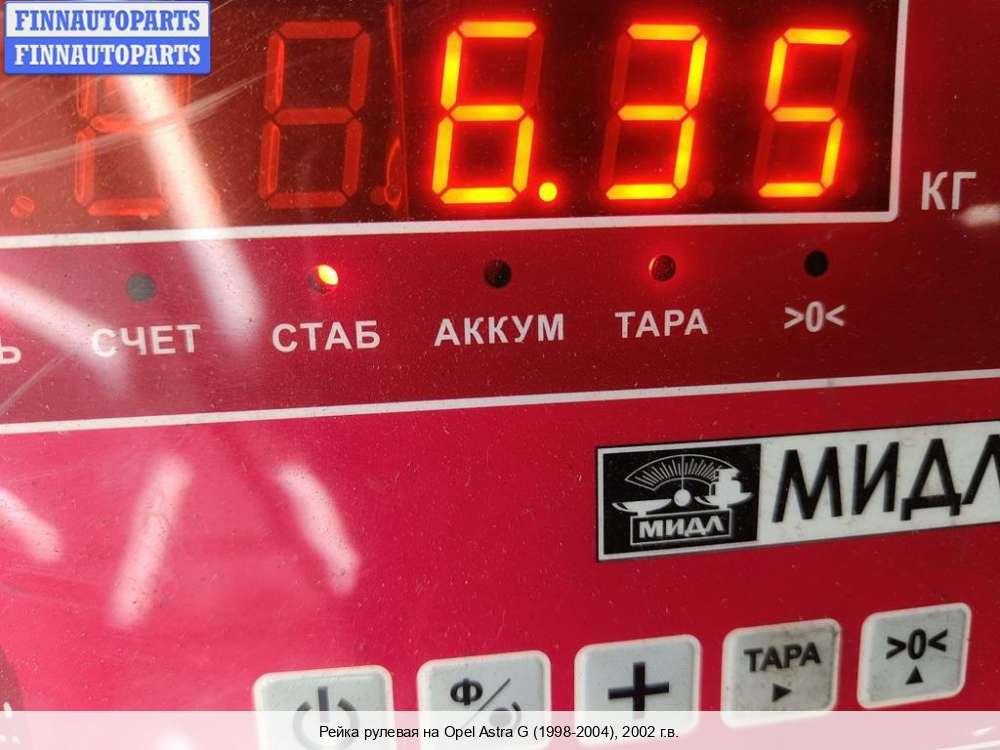 FINNAUTOPARTS
FINNAUTOPARTS
6.35
КГ
Ь
СЧЕТ
СТАБ
АККУМ
ТАРА
>0<
МИДЛ
МИДЛ
Ф/
+
ТАРА
>0<
Рейка рулевая на Opel Astra G (1998-2004), 2002 г.в.